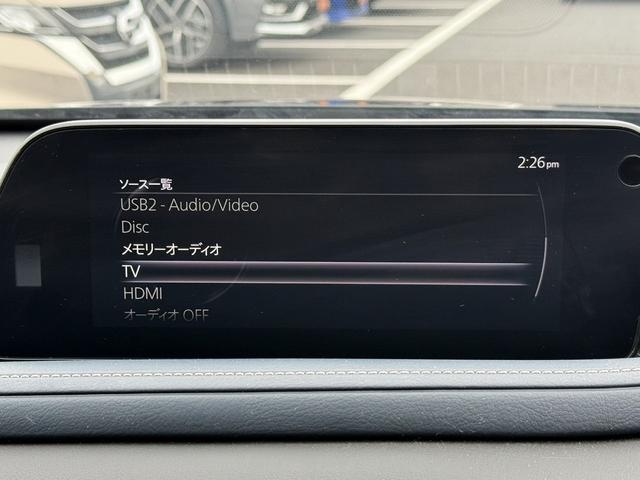 2:26pm
ソース一覧
USB2 - Audio/Video
Disc
メモリーオーディオ
TV
HDMI
オーディオ OFF